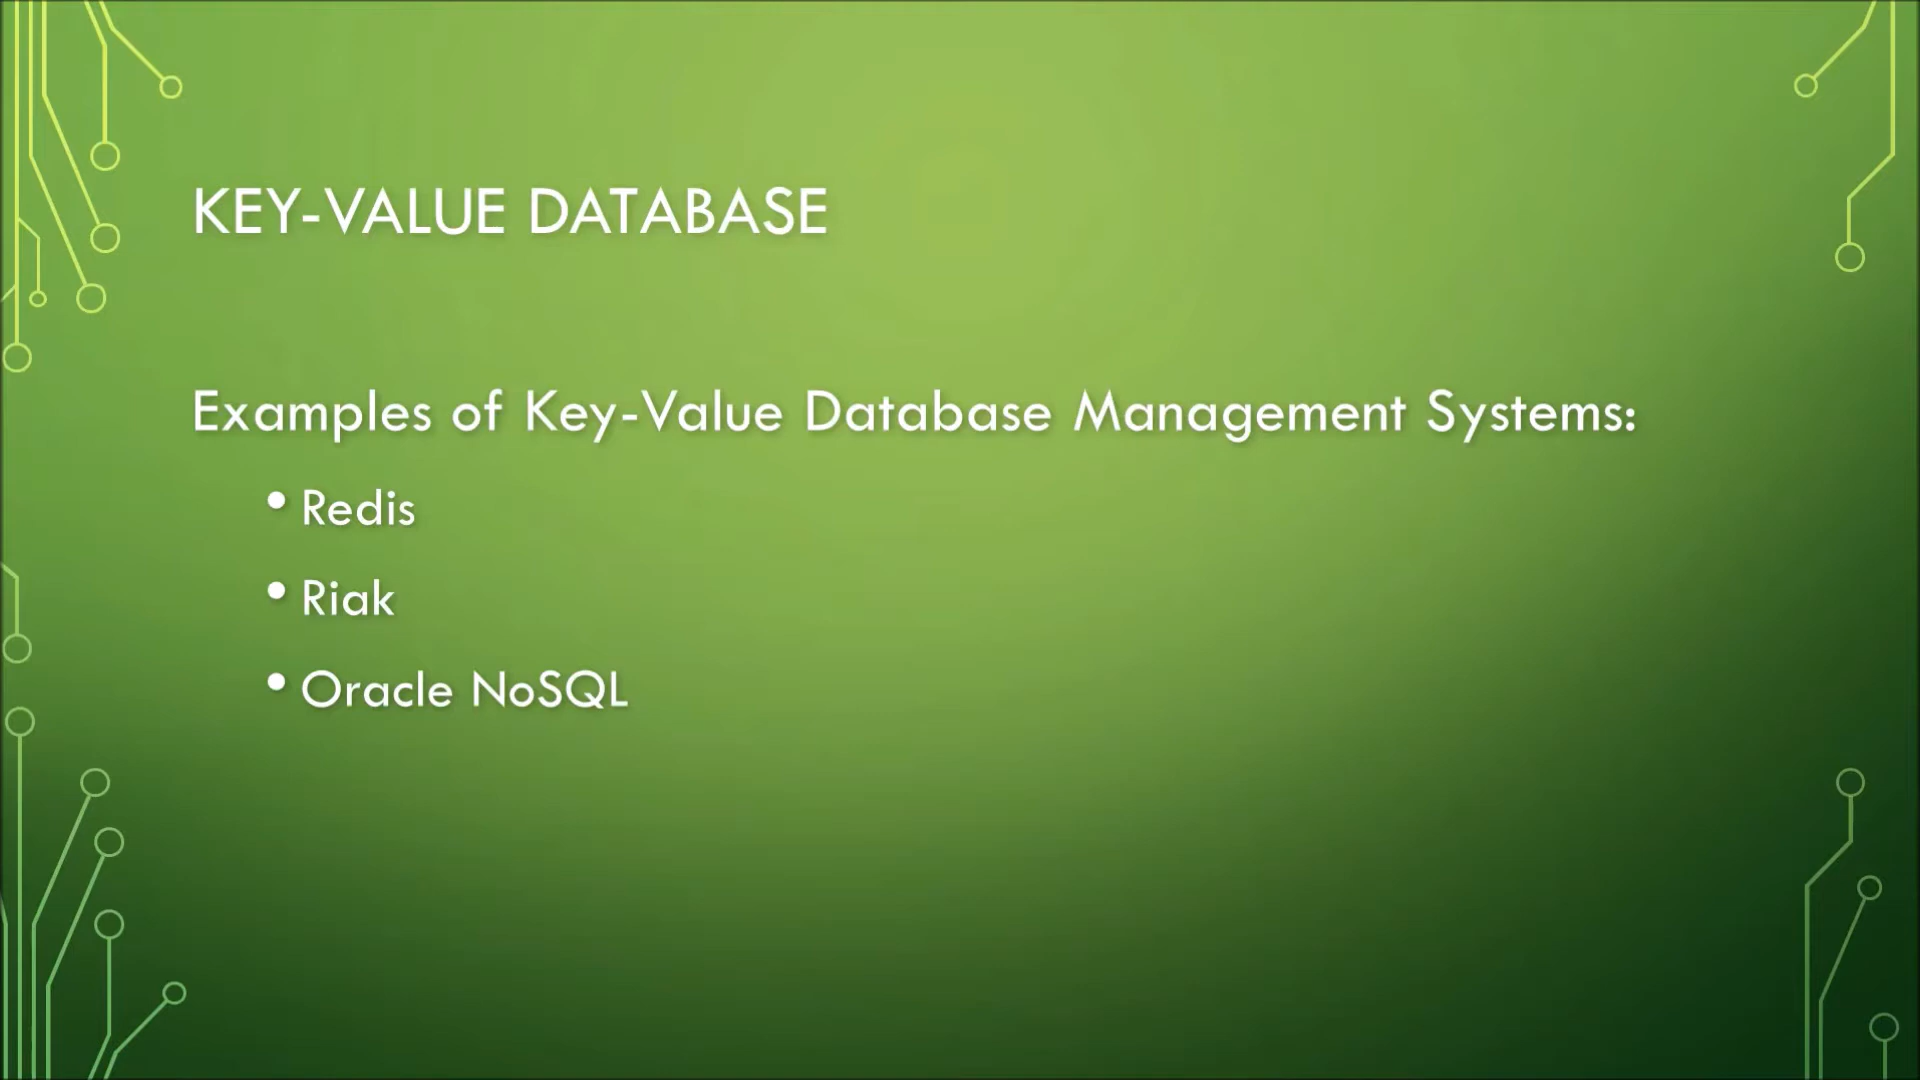 KEY-VALUE DATABASE
Examples of Key-Value Database Management Systems:
• Redis
• Riak
• Oracle NoSQL